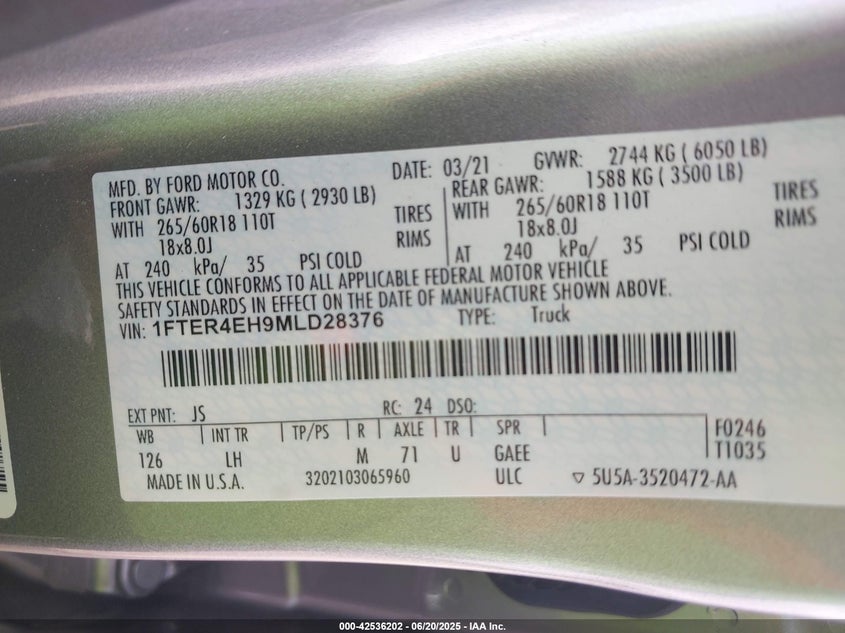 MFD. BY FORD MOTOR CO.
DATE: 03/21 GVWR: 2744 KG ( 6050 LB)
FRONT GAWR: 1329 KG ( 2930 LB)
REAR GAWR: 1588 KG ( 3500 LB)
WITH 265/60R18 110T TIRES
WITH 265/60R18 110T TIRES
18x8.0J RIMS
18x8.0J RIMS
AT 240 kPa/ 35 PSI COLD
AT 240 kPa/ 35 PSI COLD
THIS VEHICLE CONFORMS TO ALL APPLICABLE FEDERAL MOTOR VEHICLE
SAFETY STANDARDS IN EFFECT ON THE DATE OF MANUFACTURE SHOWN ABOVE.
VIN: 1FTER4EH9MLD28376 TYPE: Truck
EXT PNT: JS RC: 24 DSO:
WB INT TR TP/PS R AXLE TR SPR F0246
126 LH M 71 U GAEE T1035
MADE IN U.S.A. 3202103065960 ULC ▽ 5U5A-3520472-AA
000-42536202 - 06/20/2025 - IAA Inc.